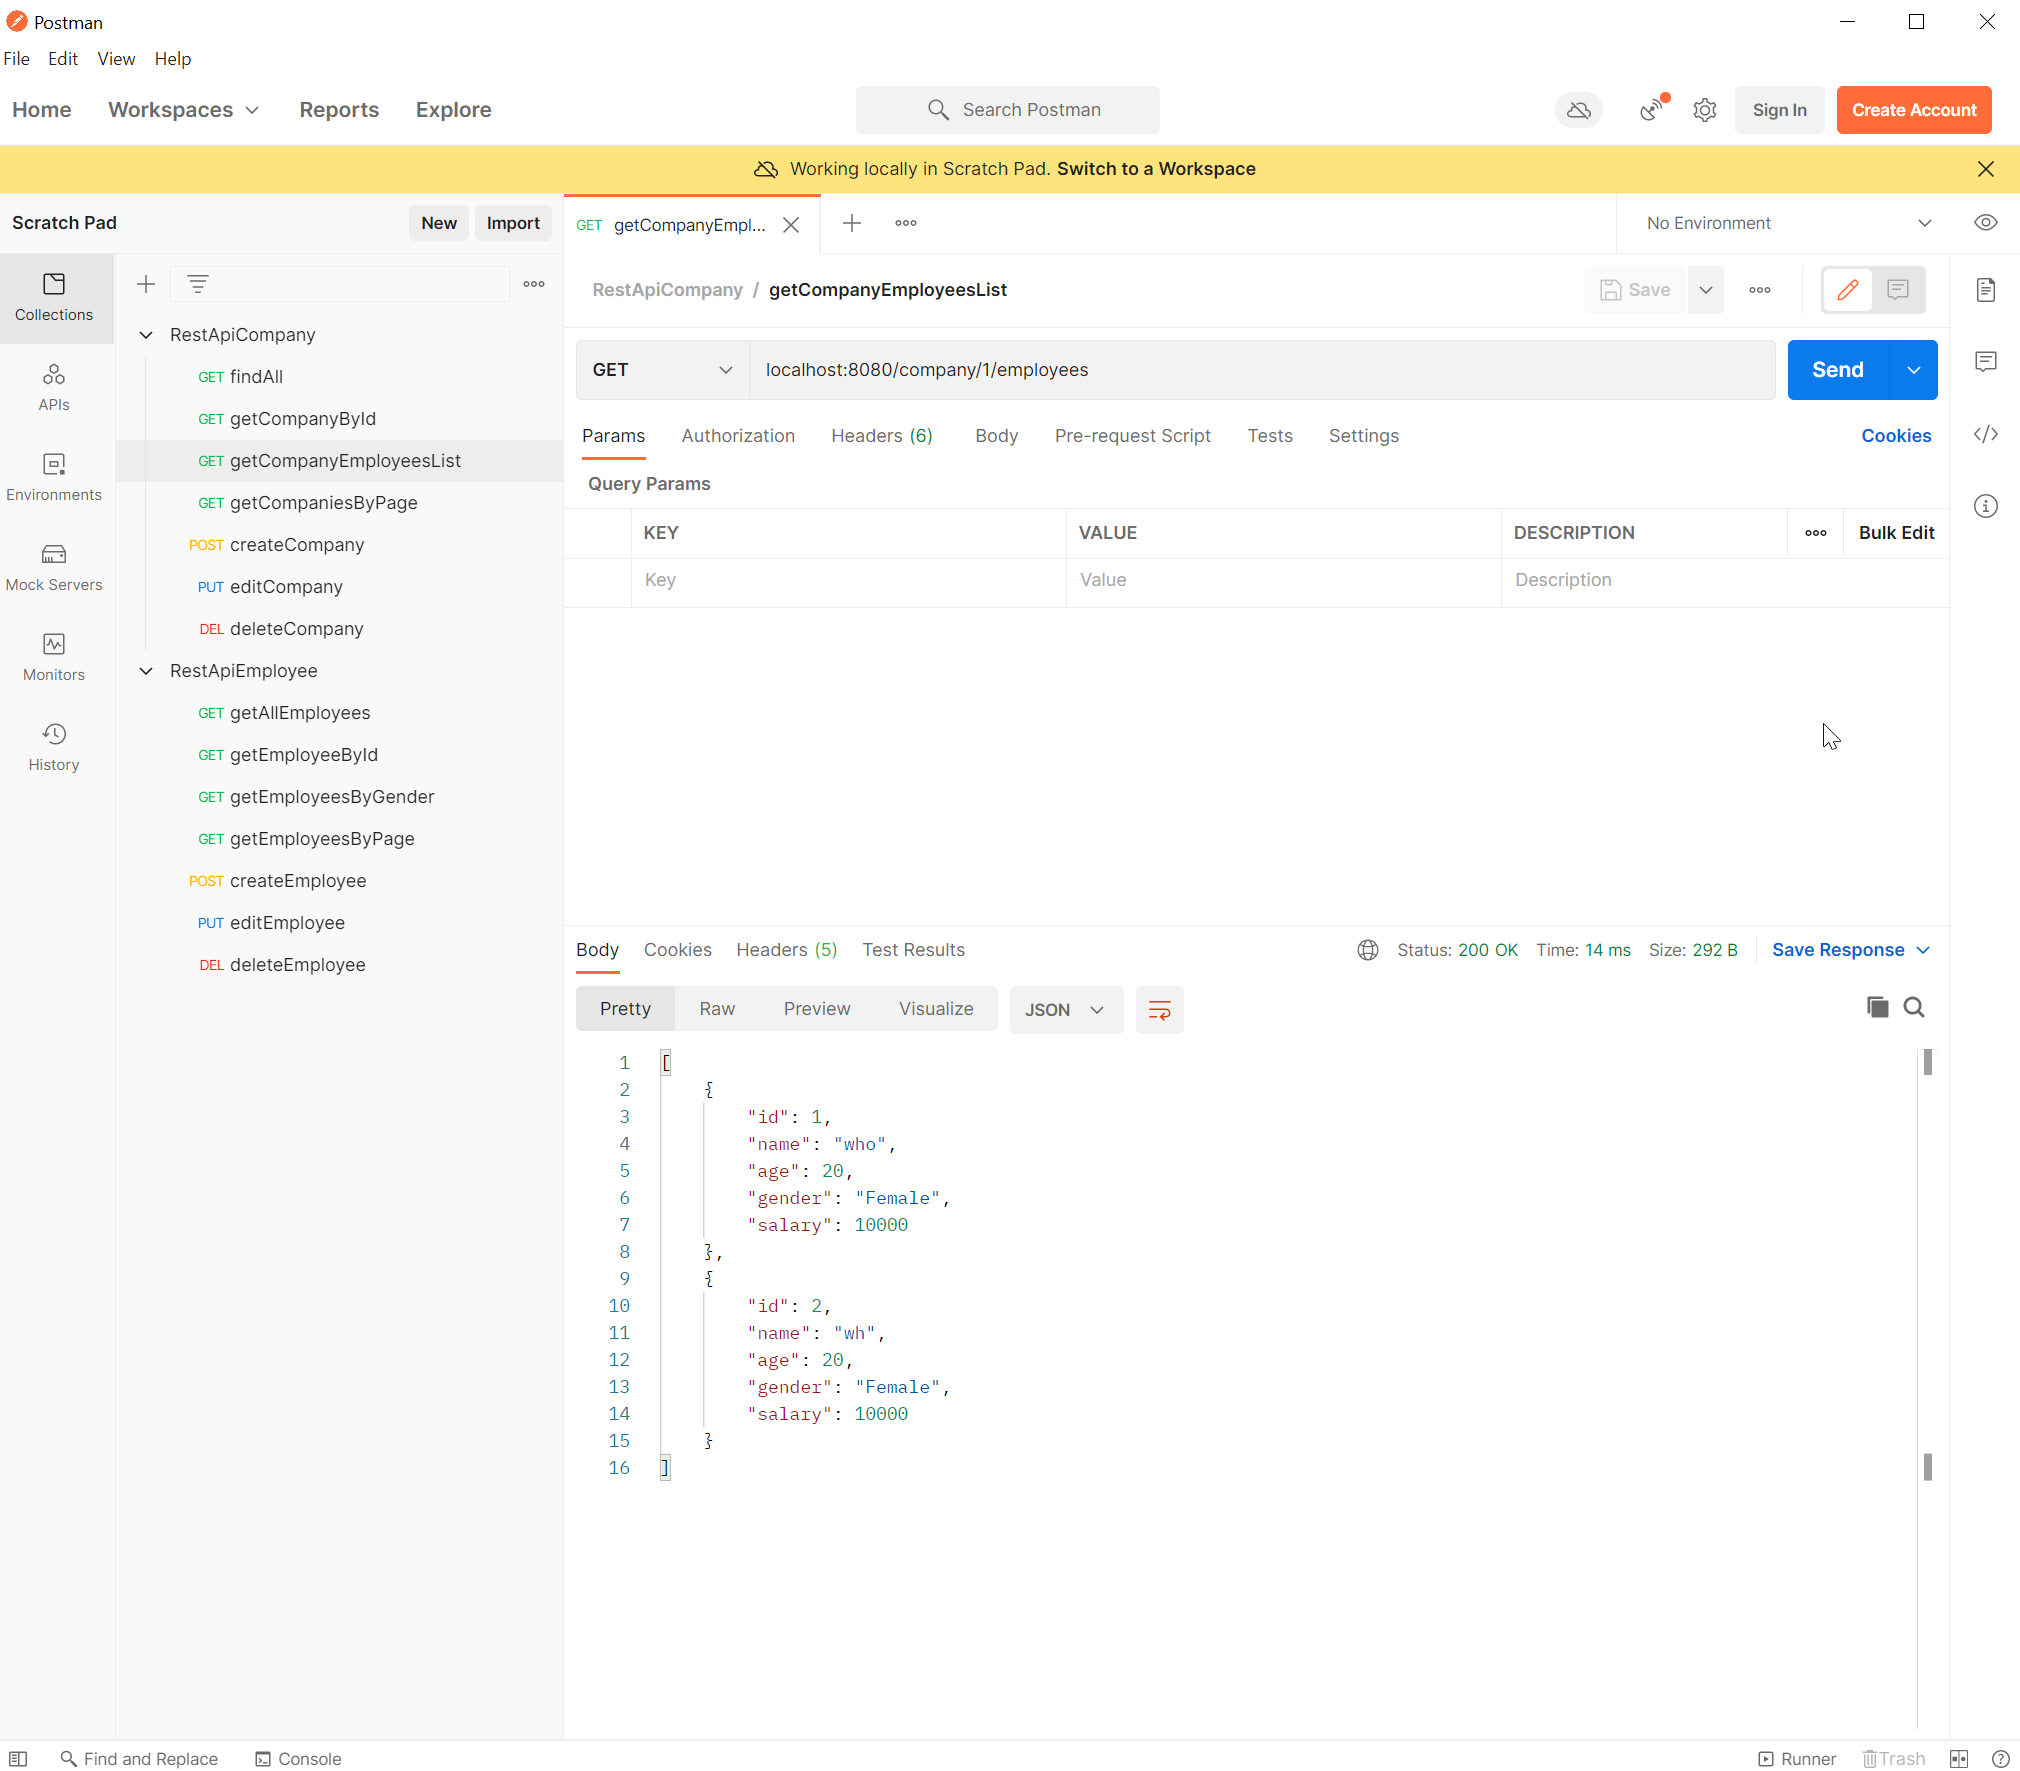 Postman
File Edit View Help
Home Workspaces Reports Explore Search Postman Sign In Create Account
Working locally in Scratch Pad. Switch to a Workspace
Scratch Pad New Import GET getCompanyEmpl... No Environment
Collections
APIs
Environments
Mock Servers
Monitors
History
RestApiCompany
GET findAll
GET getCompanyById
GET getCompanyEmployeesList
GET getCompaniesByPage
POST createCompany
PUT editCompany
DEL deleteCompany
RestApiEmployee
GET getAllEmployees
GET getEmployeeById
GET getEmployeesByGender
GET getEmployeesByPage
POST createEmployee
PUT editEmployee
DEL deleteEmployee
RestApiCompany / getCompanyEmployeesList Save
GET localhost:8080/company/1/employees Send
Params Authorization Headers (6) Body Pre-request Script Tests Settings Cookies
Query Params
KEY VALUE DESCRIPTION Bulk Edit
Key Value Description
Body Cookies Headers (5) Test Results Status: 200 OK Time: 14 ms Size: 292 B Save Response
Pretty Raw Preview Visualize JSON
1 [
2 {
3 "id": 1,
4 "name": "who",
5 "age": 20,
6 "gender": "Female",
7 "salary": 10000
8 },
9 {
10 "id": 2,
11 "name": "wh",
12 "age": 20,
13 "gender": "Female",
14 "salary": 10000
15 }
16 ]
Find and Replace Console Runner Trash